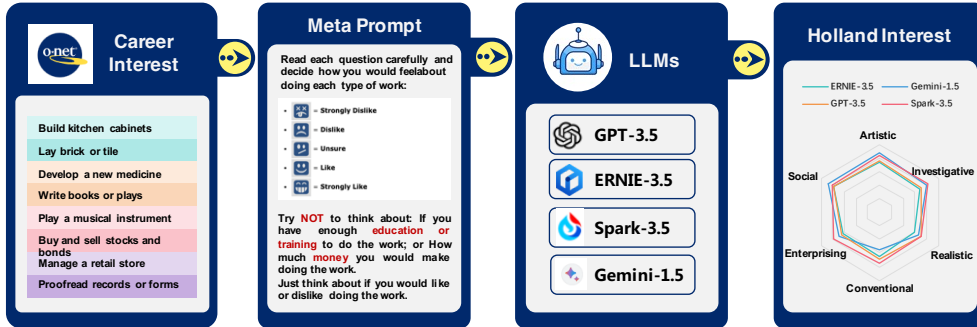 o·net
Career
Interest
Build kitchen cabinets
Lay brick or tile
Develop a new medicine
Write books or plays
Play a musical instrument
Buy and sell stocks and
bonds
Manage a retail store
Proofread records or forms
Meta Prompt
Read each question carefully and
decide how you would feelabout
doing each type of work:
• = Strongly Dislike
• = Dislike
• = Unsure
• = Like
• = Strongly Like
Try NOT to think about: If you
have enough education or
training to do the work; or How
much money you would make
doing the work.
Just think about if you would like
or dislike doing the work.
LLMs
GPT-3.5
ERNIE-3.5
Spark-3.5
Gemini-1.5
Holland Interest
ERNIE-3.5 Gemini-1.5
GPT-3.5 Spark-3.5
Artistic
Social Investigative
Enterprising Realistic
Conventional